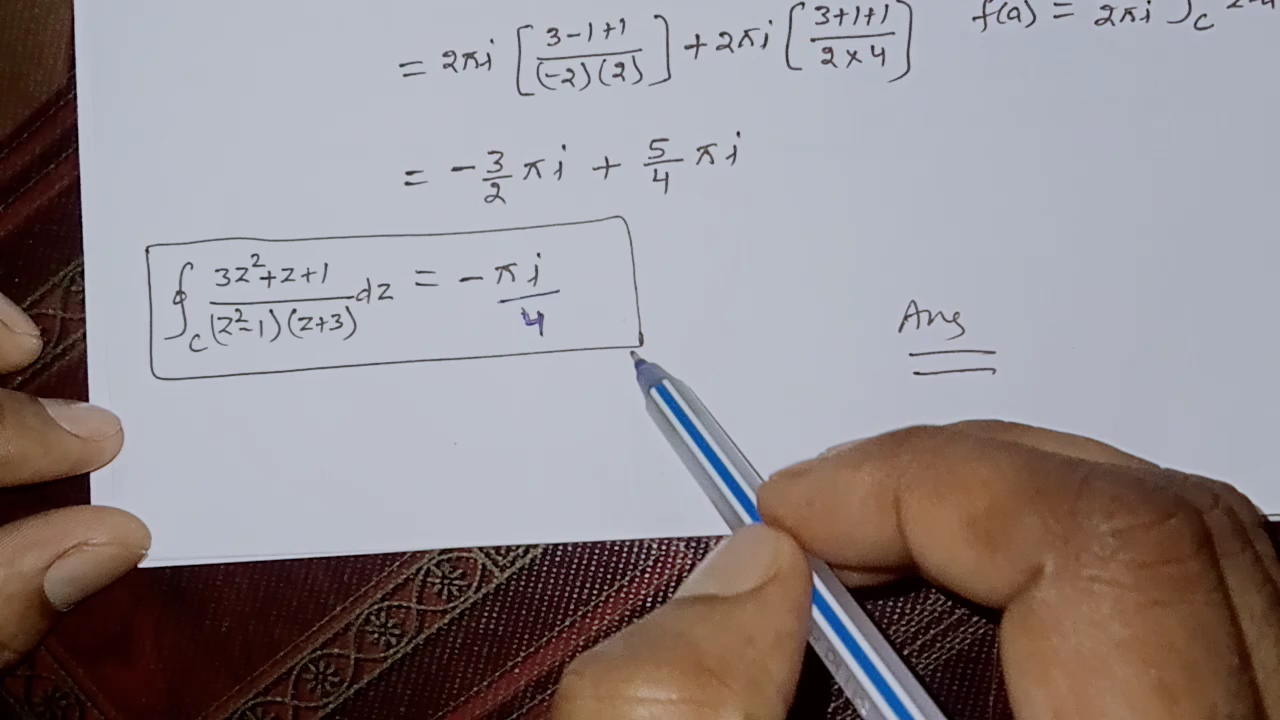 = 2πi [(3-1+1)/((-2)(2))] + 2πi [(3+1+1)/(2×4)] f(a) = 2πi ∫c
= -3/2 πi + 5/4 πi
∮c (3z²+z+1)/((z²-1)(z+3)) dz = -πi/4
Ans